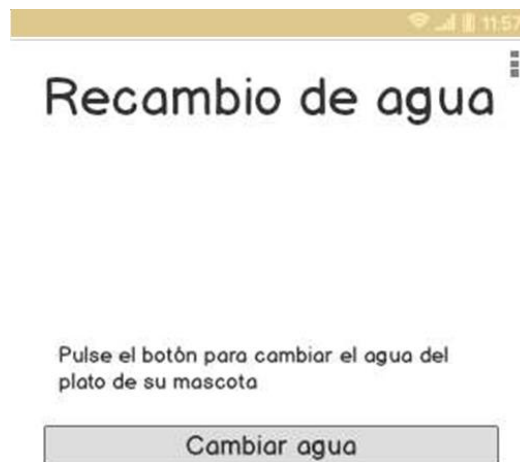 11:57
Recambio de agua
Pulse el botón para cambiar el agua del
plato de su mascota
Cambiar agua